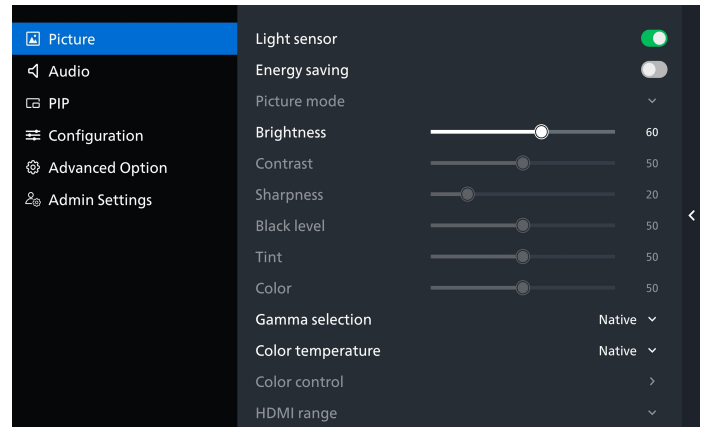 Picture
Audio
PIP
Configuration
Advanced Option
Admin Settings
Light sensor
Energy saving
Picture mode
Brightness 60
Contrast 50
Sharpness 20
Black level 50
Tint 50
Color 50
Gamma selection Native
Color temperature Native
Color control
HDMI range